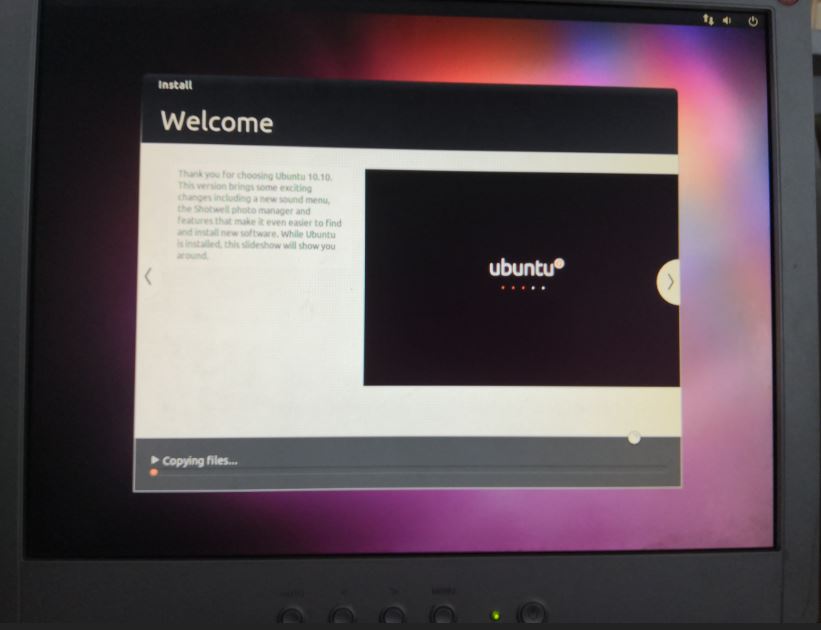 Install
Welcome
Thank you for choosing Ubuntu 10.10.
This version brings some exciting
changes including a new sound menu,
the Shotwell photo manager and
features that make it even easier to find
and install new software. While Ubuntu
is installed, this slideshow will show you
around.
ubuntu
Copying files...
MENU